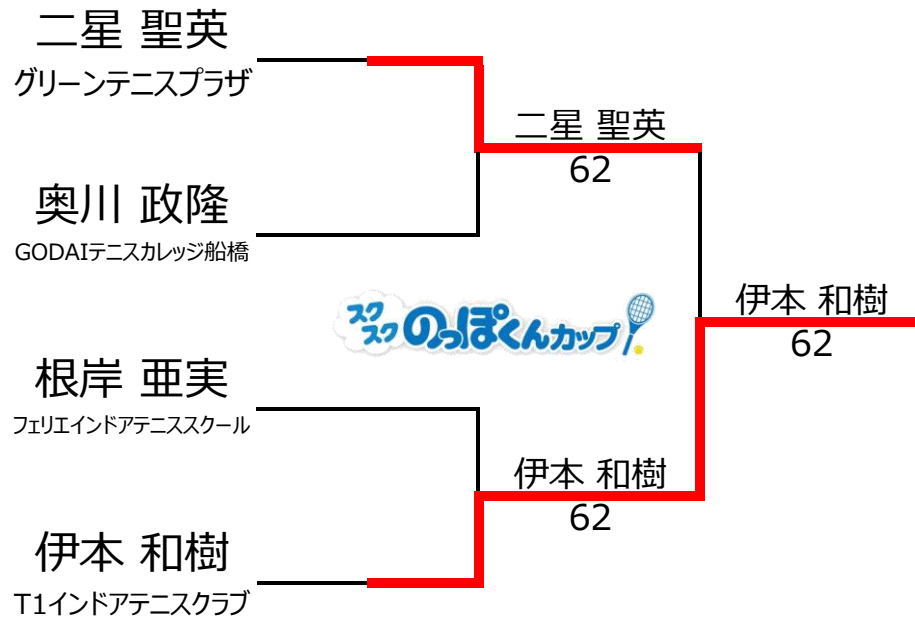 二星 聖英
グリーンテニスプラザ
二星 聖英
62
奥川 政隆
GODAIテニスカレッジ船橋
スク
スク のっぽくんカップ
伊本 和樹
62
根岸 亜実
フェリエインドアテニススクール
伊本 和樹
62
伊本 和樹
T1インドアテニスクラブ